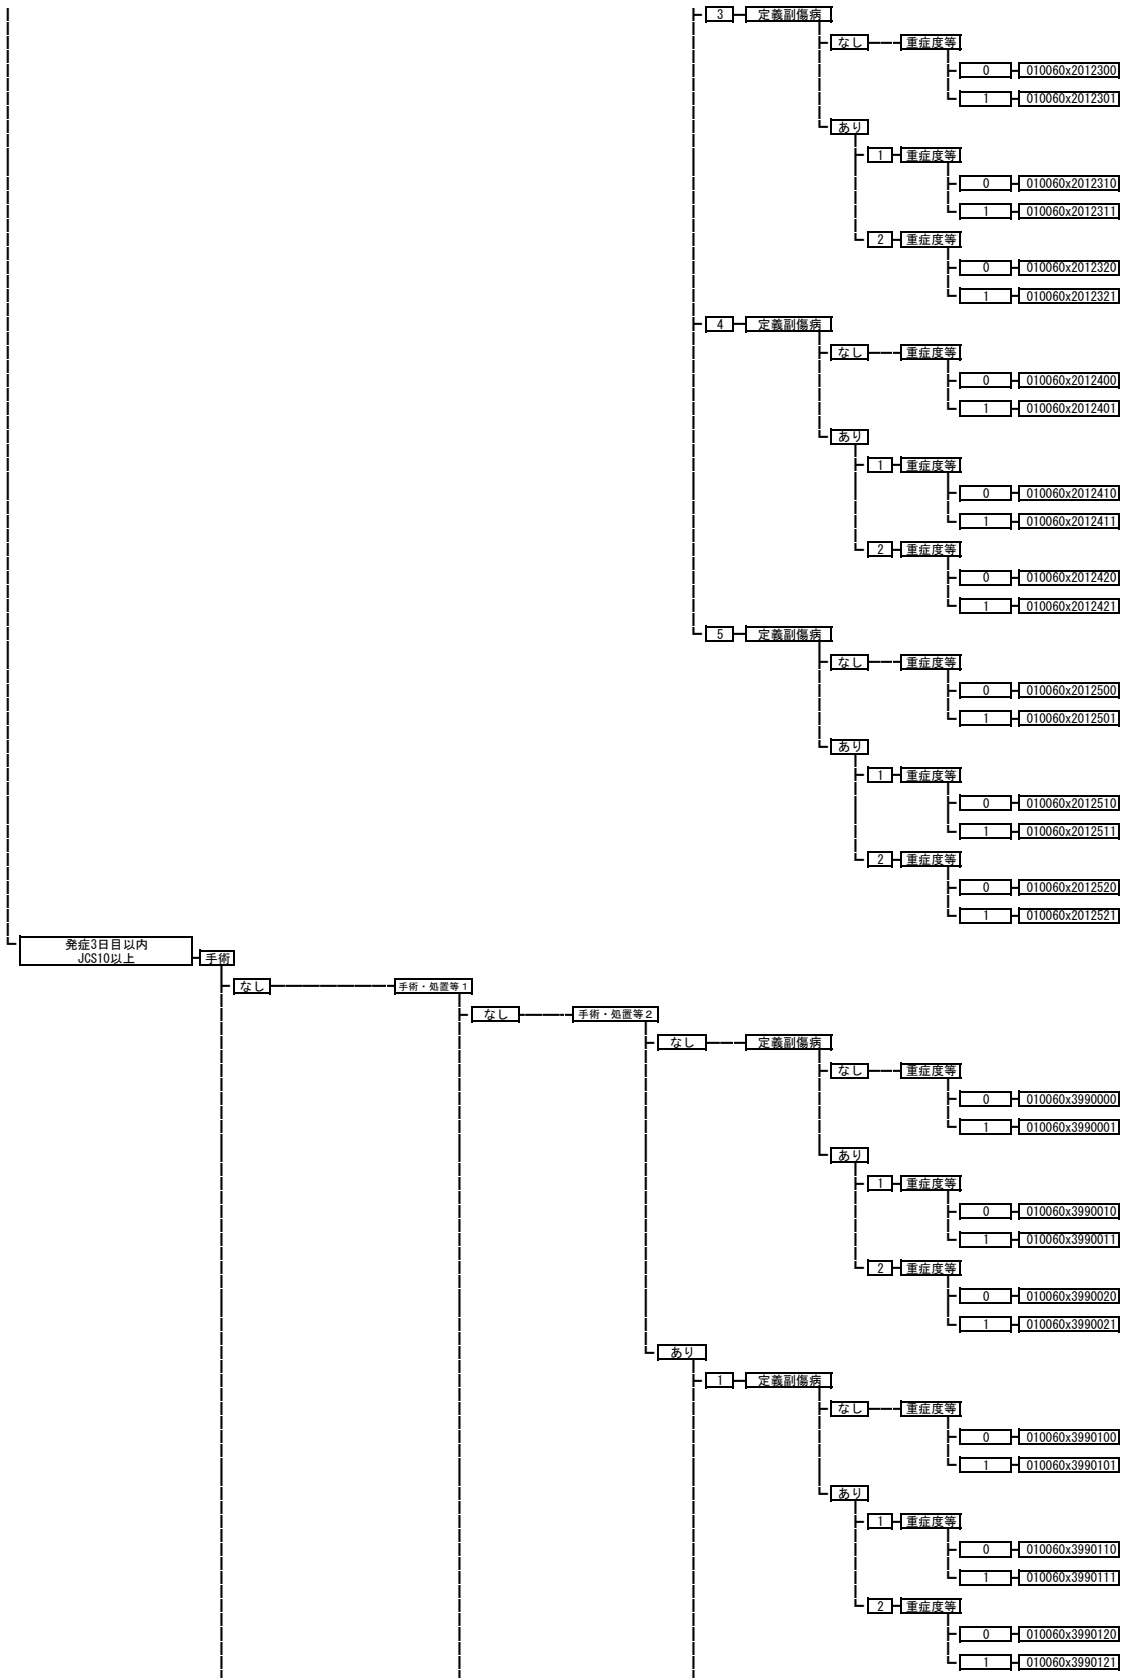 3 定義副傷病
なし 重症度等
0 010060x2012300
1 010060x2012301
あり
1 重症度等
0 010060x2012310
1 010060x2012311
2 重症度等
0 010060x2012320
1 010060x2012321
4 定義副傷病
なし 重症度等
0 010060x2012400
1 010060x2012401
あり
1 重症度等
0 010060x2012410
1 010060x2012411
2 重症度等
0 010060x2012420
1 010060x2012421
5 定義副傷病
なし 重症度等
0 010060x2012500
1 010060x2012501
あり
1 重症度等
0 010060x2012510
1 010060x2012511
2 重症度等
0 010060x2012520
1 010060x2012521
発症3日目以内
JCS10以上 手術
なし 手術・処置等1
なし 手術・処置等2
なし 定義副傷病
なし 重症度等
0 010060x3990000
1 010060x3990001
あり
1 重症度等
0 010060x3990010
1 010060x3990011
2 重症度等
0 010060x3990020
1 010060x3990021
あり
1 定義副傷病
なし 重症度等
0 010060x3990100
1 010060x3990101
あり
1 重症度等
0 010060x3990110
1 010060x3990111
2 重症度等
0 010060x3990120
1 010060x3990121